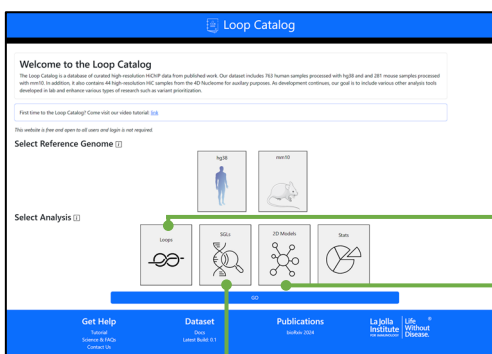 Loop Catalog
Welcome to the Loop Catalog
The Loop Catalog is a database of curated high-resolution HiChIP data from published work. Our dataset includes 763 human samples processed with hg38 and and 281 mouse samples processed
with mm10. In addition, it also contains 44 high-resolution HiC samples from the 4D Nucleome for auxiliary purposes. As development continues, our goal is to include various other analysis tools
developed in lab and enhance various types of research such as variant prioritization.
First time to the Loop Catalog? Come visit our video tutorial: link
This website is free and open to all users and login is not required.
Select Reference Genome i
hg38
mm10
Select Analysis i
Loops
SGLs
2D Models
Stats
GO
Get Help
Tutorial
Science & FAQs
Contact Us
Dataset
Docs
Latest Build: 0.1
Publications
bioRxiv 2024
La Jolla
Institute
FOR IMMUNOLOGY
Life
Without
Disease.
®